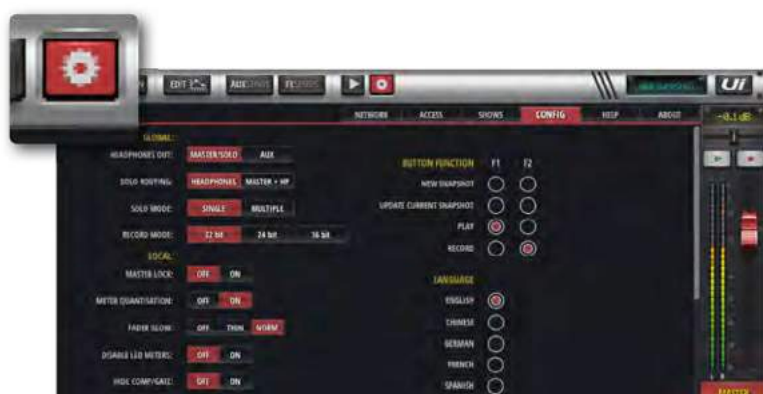 EDIT
AUX SENDS
FX SENDS
Ui
NETWORK ACCESS SHOWS CONFIG HELP ABOUT
-0.1 dB
GLOBAL:
HEADPHONES OUT: MASTER/SOLO AUX
SOLO ROUTING: HEADPHONES MASTER + HP
SOLO MODE: SINGLE MULTIPLE
RECORD MODE: 32 bit 24 bit 16 bit
LOCAL
MASTER LOCK: OFF ON
METER QUANTISATION: OFF ON
FADER GLOW: OFF THIN NORM
DISABLE LED METERS: OFF ON
HIDE COMP/GATE: OFF ON
BUTTON FUNCTION F1 F2
NEW SNAPSHOT
UPDATE CURRENT SNAPSHOT
PLAY
RECORD
LANGUAGE
ENGLISH
CHINESE
GERMAN
FRENCH
SPANISH
MASTER